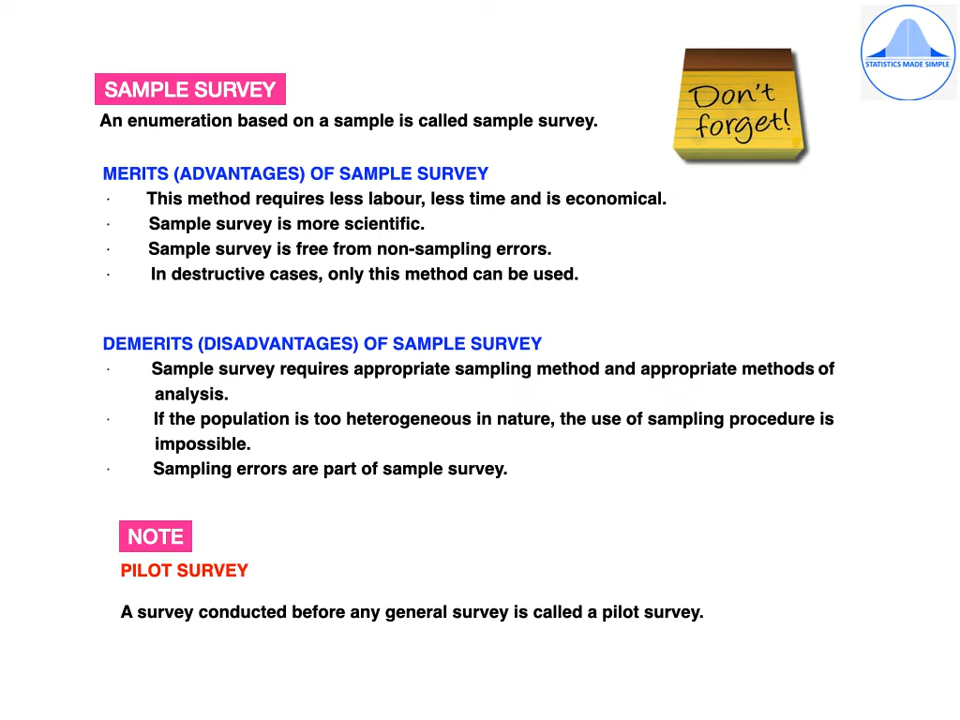 STATISTICS MADE SIMPLE
Don't
forget!
SAMPLE SURVEY
An enumeration based on a sample is called sample survey.
MERITS (ADVANTAGES) OF SAMPLE SURVEY
· This method requires less labour, less time and is economical.
· Sample survey is more scientific.
· Sample survey is free from non-sampling errors.
· In destructive cases, only this method can be used.
DEMERITS (DISADVANTAGES) OF SAMPLE SURVEY
· Sample survey requires appropriate sampling method and appropriate methods of
analysis.
· If the population is too heterogeneous in nature, the use of sampling procedure is
impossible.
· Sampling errors are part of sample survey.
NOTE
PILOT SURVEY
A survey conducted before any general survey is called a pilot survey.